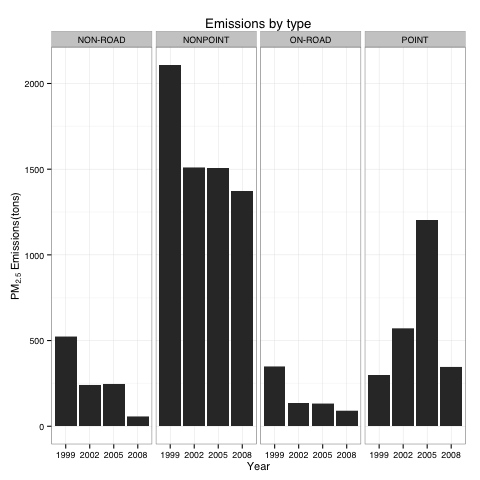 Emissions by type
NON-ROAD NONPOINT ON-ROAD POINT
PM2.5 Emissions(tons)
2000
1500
1000
500
0
1999 2002 2005 2008 1999 2002 2005 2008 1999 2002 2005 2008 1999 2002 2005 2008
Year